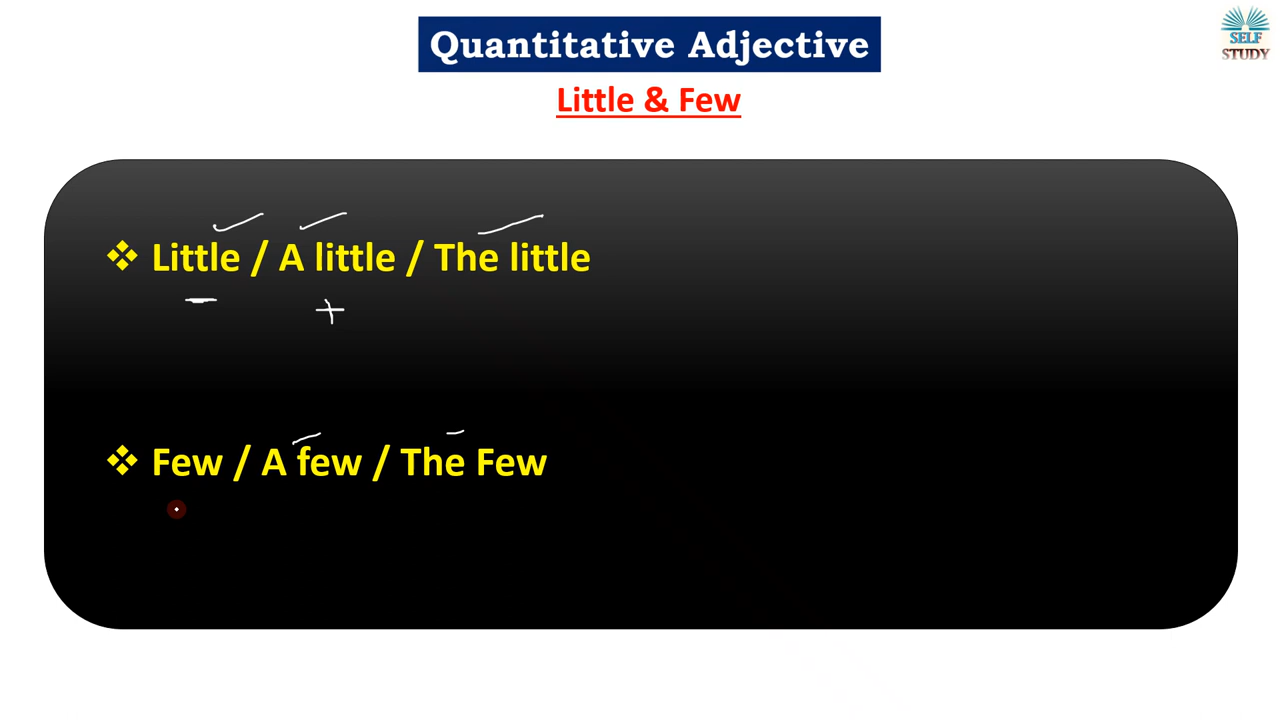 Quantitative Adjective
SELF
STUDY
Little & Few
❖ Little / A little / The little
− +
❖ Few / A few / The Few